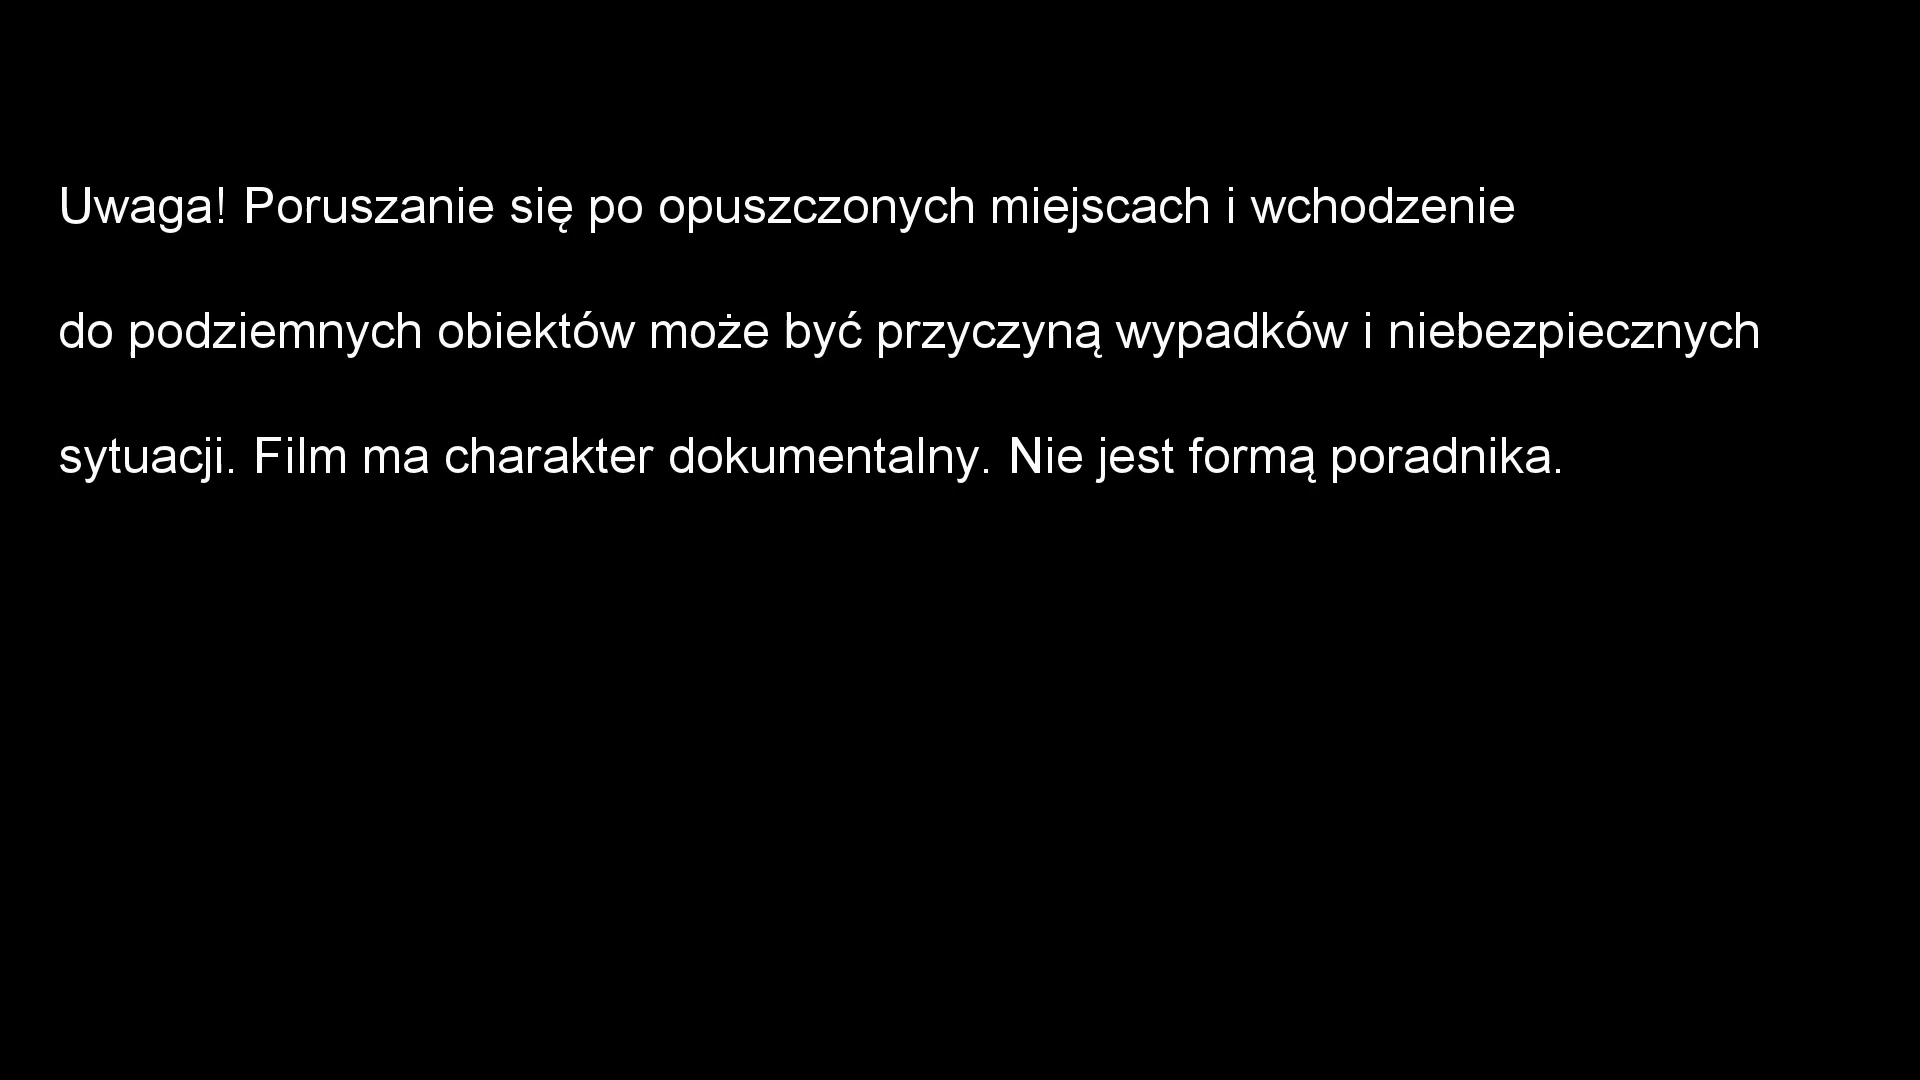 Uwaga! Poruszanie się po opuszczonych miejscach i wchodzenie
do podziemnych obiektów może być przyczyną wypadków i niebezpiecznych
sytuacji. Film ma charakter dokumentalny. Nie jest formą poradnika.